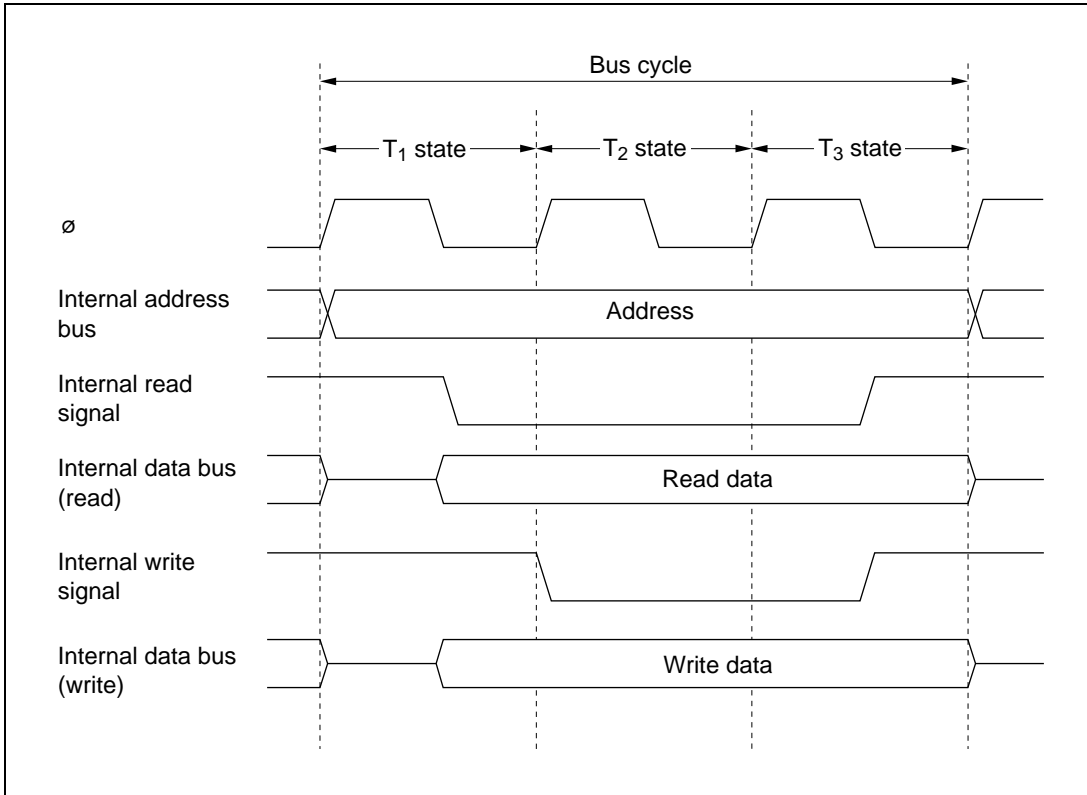 Bus cycle
T₁ state
T₂ state
T₃ state
ø
Internal address
bus
Address
Internal read
signal
Internal data bus
(read)
Read data
Internal write
signal
Internal data bus
(write)
Write data